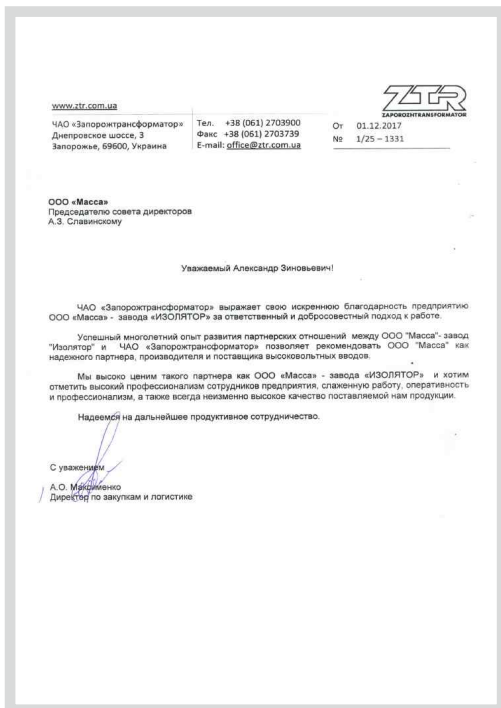 ZTR
ZAPOROZHTRANSFORMATOR
www.ztr.com.ua
ЧАО «Запорожтрансформатор»
Днепровское шоссе, 3
Запорожье, 69600, Украина
Тел. +38 (061) 2703900
Факс +38 (061) 2703739
E-mail: office@ztr.com.ua
От 01.12.2017
№ 1/25 – 1331
ООО «Масса»
Председателю совета директоров
А.З. Славинскому
Уважаемый Александр Зиновьевич!
ЧАО «Запорожтрансформатор» выражает свою искреннюю благодарность предприятию
ООО «Масса» - завода «ИЗОЛЯТОР» за ответственный и добросовестный подход к работе.
Успешный многолетний опыт развития партнерских отношений между ООО "Масса"- завод
"Изолятор" и ЧАО «Запорожтрансформатор» позволяет рекомендовать ООО "Масса" как
надежного партнера, производителя и поставщика высоковольтных вводов.
Мы высоко ценим такого партнера как ООО «Масса» - завода «ИЗОЛЯТОР» и хотим
отметить высокий профессионализм сотрудников предприятия, слаженную работу, оперативность
и профессионализм, а также всегда неизменно высокое качество поставляемой нам продукции.
Надеемся на дальнейшее продуктивное сотрудничество.
С уважением
А.О. Максименко
Директор по закупкам и логистике